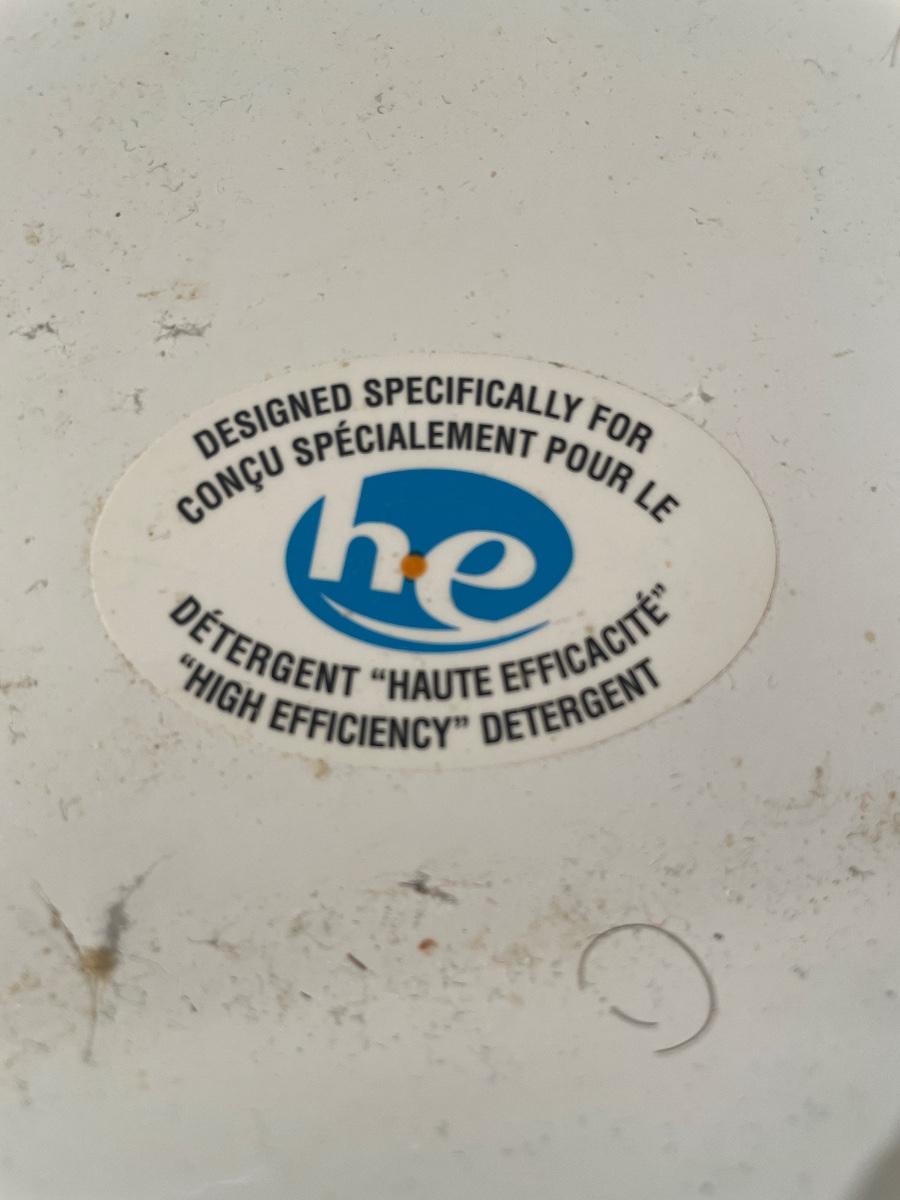 DESIGNED SPECIFICALLY FOR
CONÇU SPÉCIALEMENT POUR LE
he
DÉTERGENT “HAUTE EFFICACITÉ”
“HIGH EFFICIENCY” DETERGENT